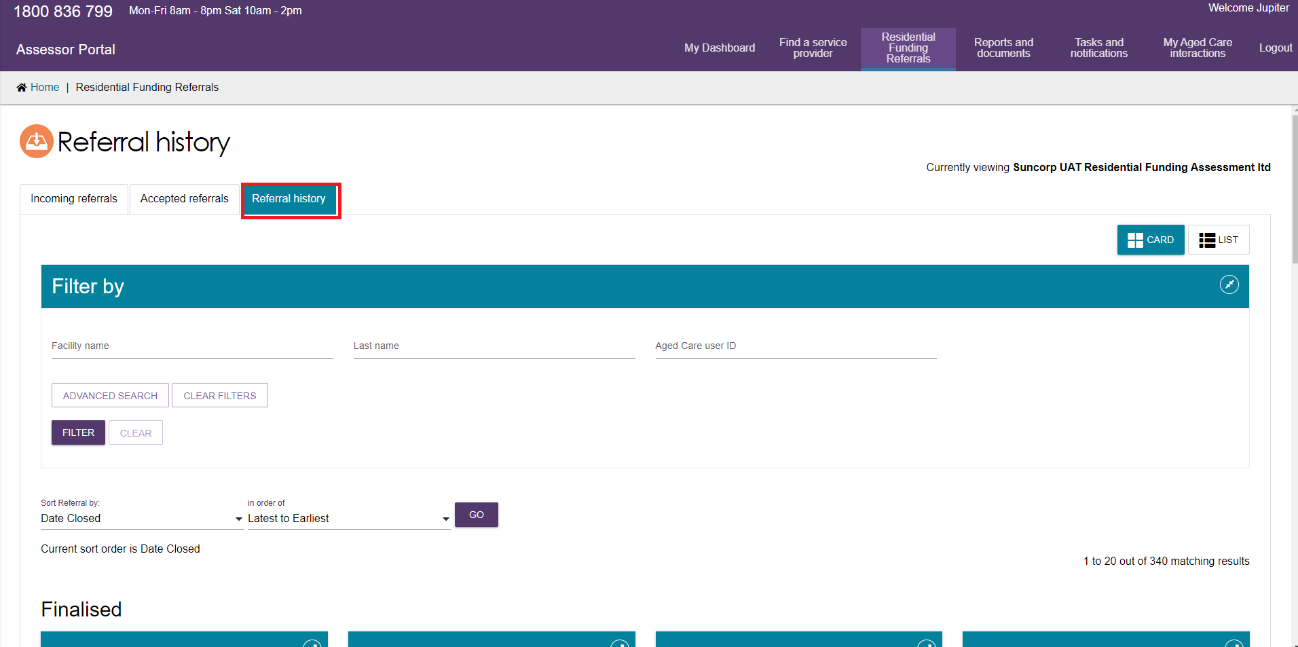 1800 836 799 Mon-Fri 8am - 8pm Sat 10am - 2pm
Welcome Jupiter
Assessor Portal
My Dashboard
Find a service
provider
Residential
Funding
Referrals
Reports and
documents
Tasks and
notifications
My Aged Care
interactions
Logout
Home | Residential Funding Referrals
Referral history
Currently viewing Suncorp UAT Residential Funding Assessment ltd
Incoming referrals
Accepted referrals
Referral history
CARD
LIST
Filter by
Facility name
Last name
Aged Care user ID
ADVANCED SEARCH
CLEAR FILTERS
FILTER
CLEAR
Sort Referral by:
Date Closed
in order of
Latest to Earliest
GO
Current sort order is Date Closed
1 to 20 out of 340 matching results
Finalised